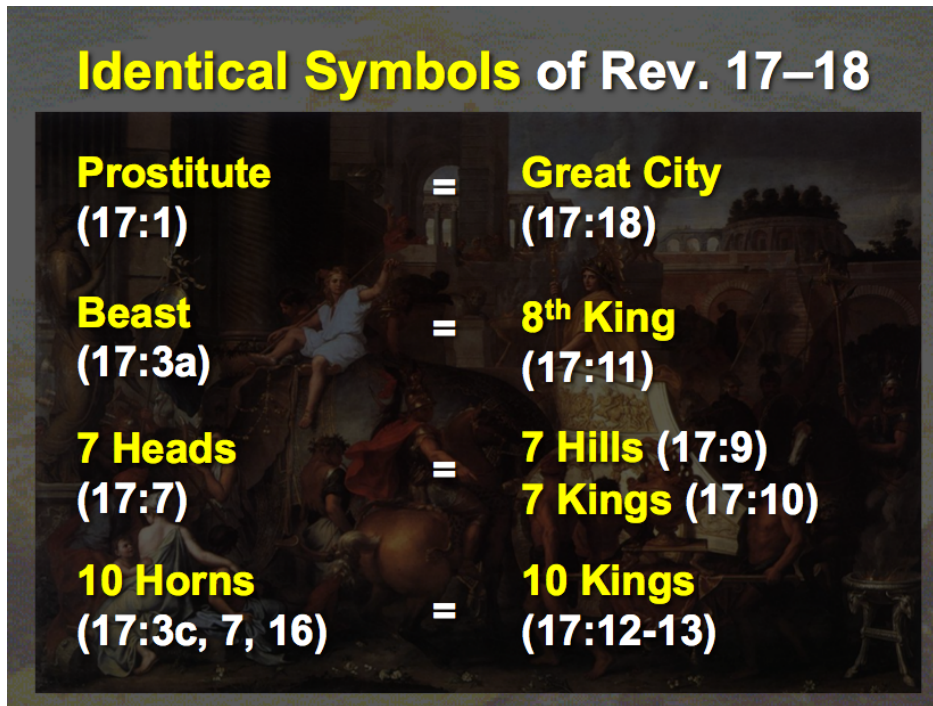 Identical Symbols of Rev. 17–18
Prostitute = Great City
(17:1) (17:18)
Beast = 8th King
(17:3a) (17:11)
7 Heads = 7 Hills (17:9)
(17:7) 7 Kings (17:10)
10 Horns = 10 Kings
(17:3c, 7, 16) (17:12-13)